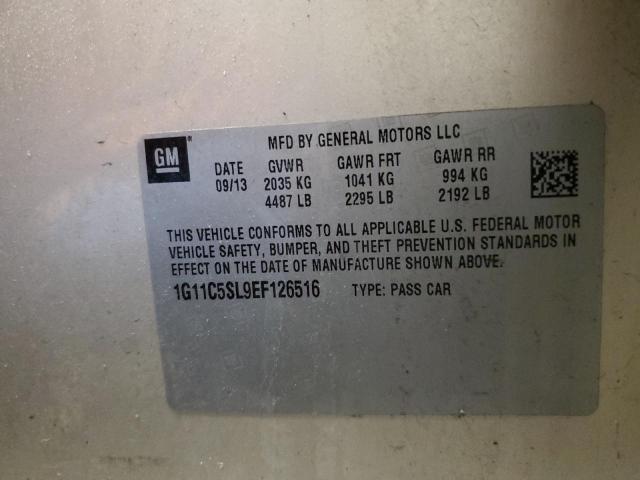 GM
MFD BY GENERAL MOTORS LLC
DATE GVWR GAWR FRT GAWR RR
09/13 2035 KG 1041 KG 994 KG
4487 LB 2295 LB 2192 LB
THIS VEHICLE CONFORMS TO ALL APPLICABLE U.S. FEDERAL MOTOR
VEHICLE SAFETY, BUMPER, AND THEFT PREVENTION STANDARDS IN
EFFECT ON THE DATE OF MANUFACTURE SHOWN ABOVE.
1G11C5SL9EF126516 TYPE: PASS CAR